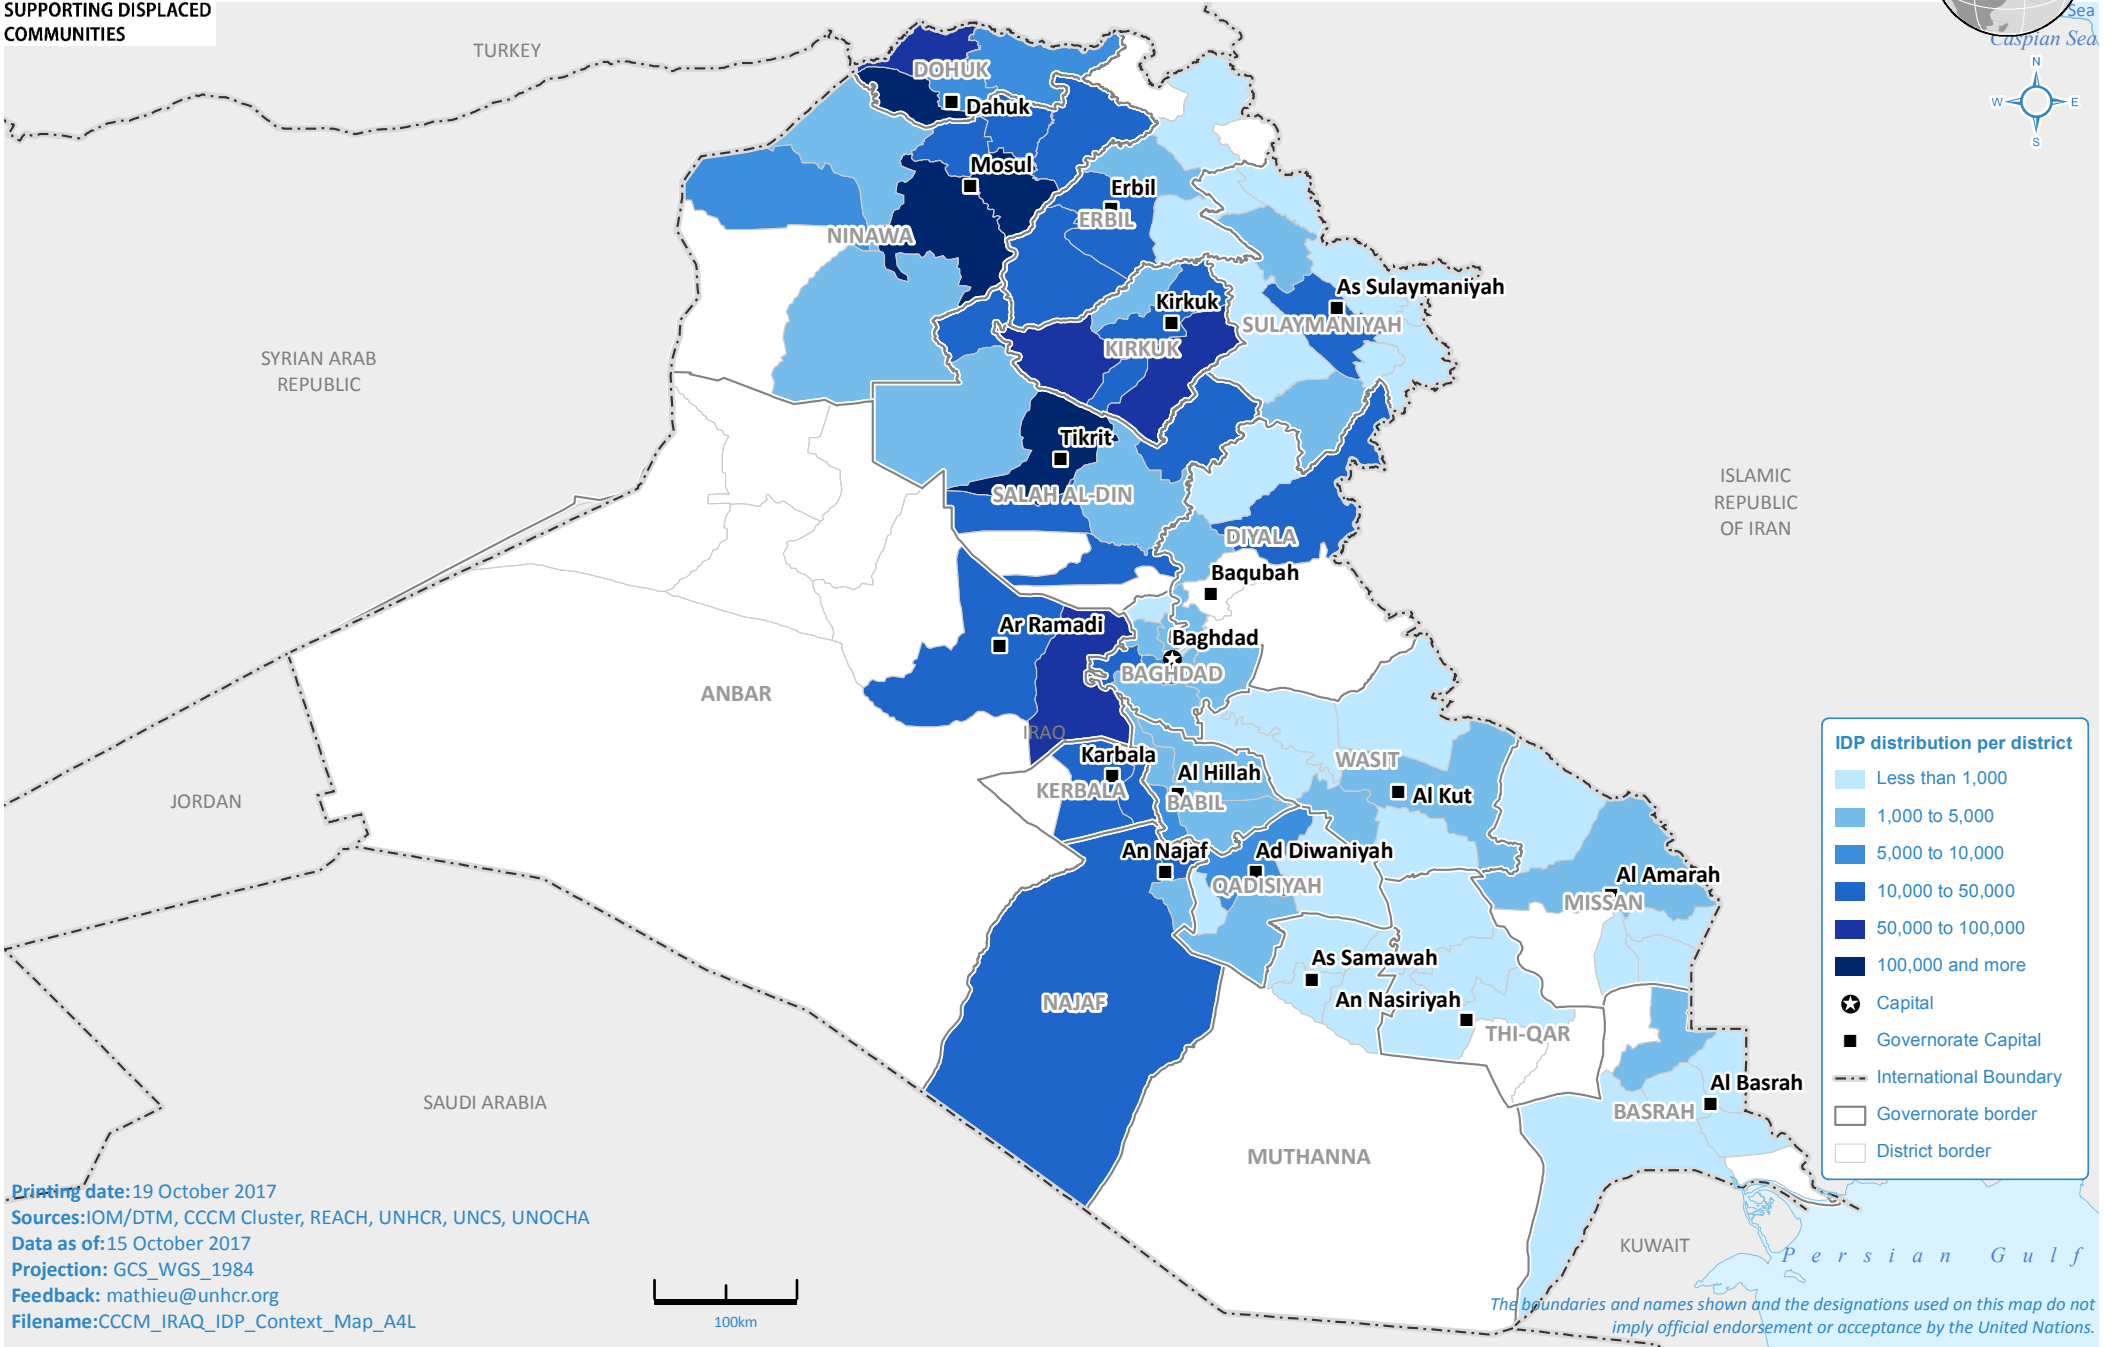 SUPPORTING DISPLACED
COMMUNITIES
TURKEY
Sea
Caspian Sea
N
W
E
S
DOHUK
Dahuk
Mosul
Erbil
ERBIL
NINAWA
As Sulaymaniyah
Kirkuk
SULAYMANIYAH
KIRKUK
SYRIAN ARAB
REPUBLIC
Tikrit
SALAH AL-DIN
ISLAMIC
REPUBLIC
OF IRAN
DIYALA
Baqubah
Ar Ramadi
Baghdad
BAGHDAD
ANBAR
IRAQ
Karbala
KERBALA
Al Hillah
BABIL
WASIT
Al Kut
JORDAN
An Najaf
Ad Diwaniyah
QADISIYAH
Al Amarah
MISSAN
As Samawah
An Nasiriyah
NAJAF
THI-QAR
Al Basrah
BASRAH
SAUDI ARABIA
MUTHANNA
KUWAIT
Persian Gulf
IDP distribution per district
Less than 1,000
1,000 to 5,000
5,000 to 10,000
10,000 to 50,000
50,000 to 100,000
100,000 and more
Capital
Governorate Capital
International Boundary
Governorate border
District border
Printing date:19 October 2017
Sources:IOM/DTM, CCCM Cluster, REACH, UNHCR, UNCS, UNOCHA
Data as of:15 October 2017
Projection: GCS_WGS_1984
Feedback: mathieu@unhcr.org
Filename:CCCM_IRAQ_IDP_Context_Map_A4L
100km
The boundaries and names shown and the designations used on this map do not
imply official endorsement or acceptance by the United Nations.